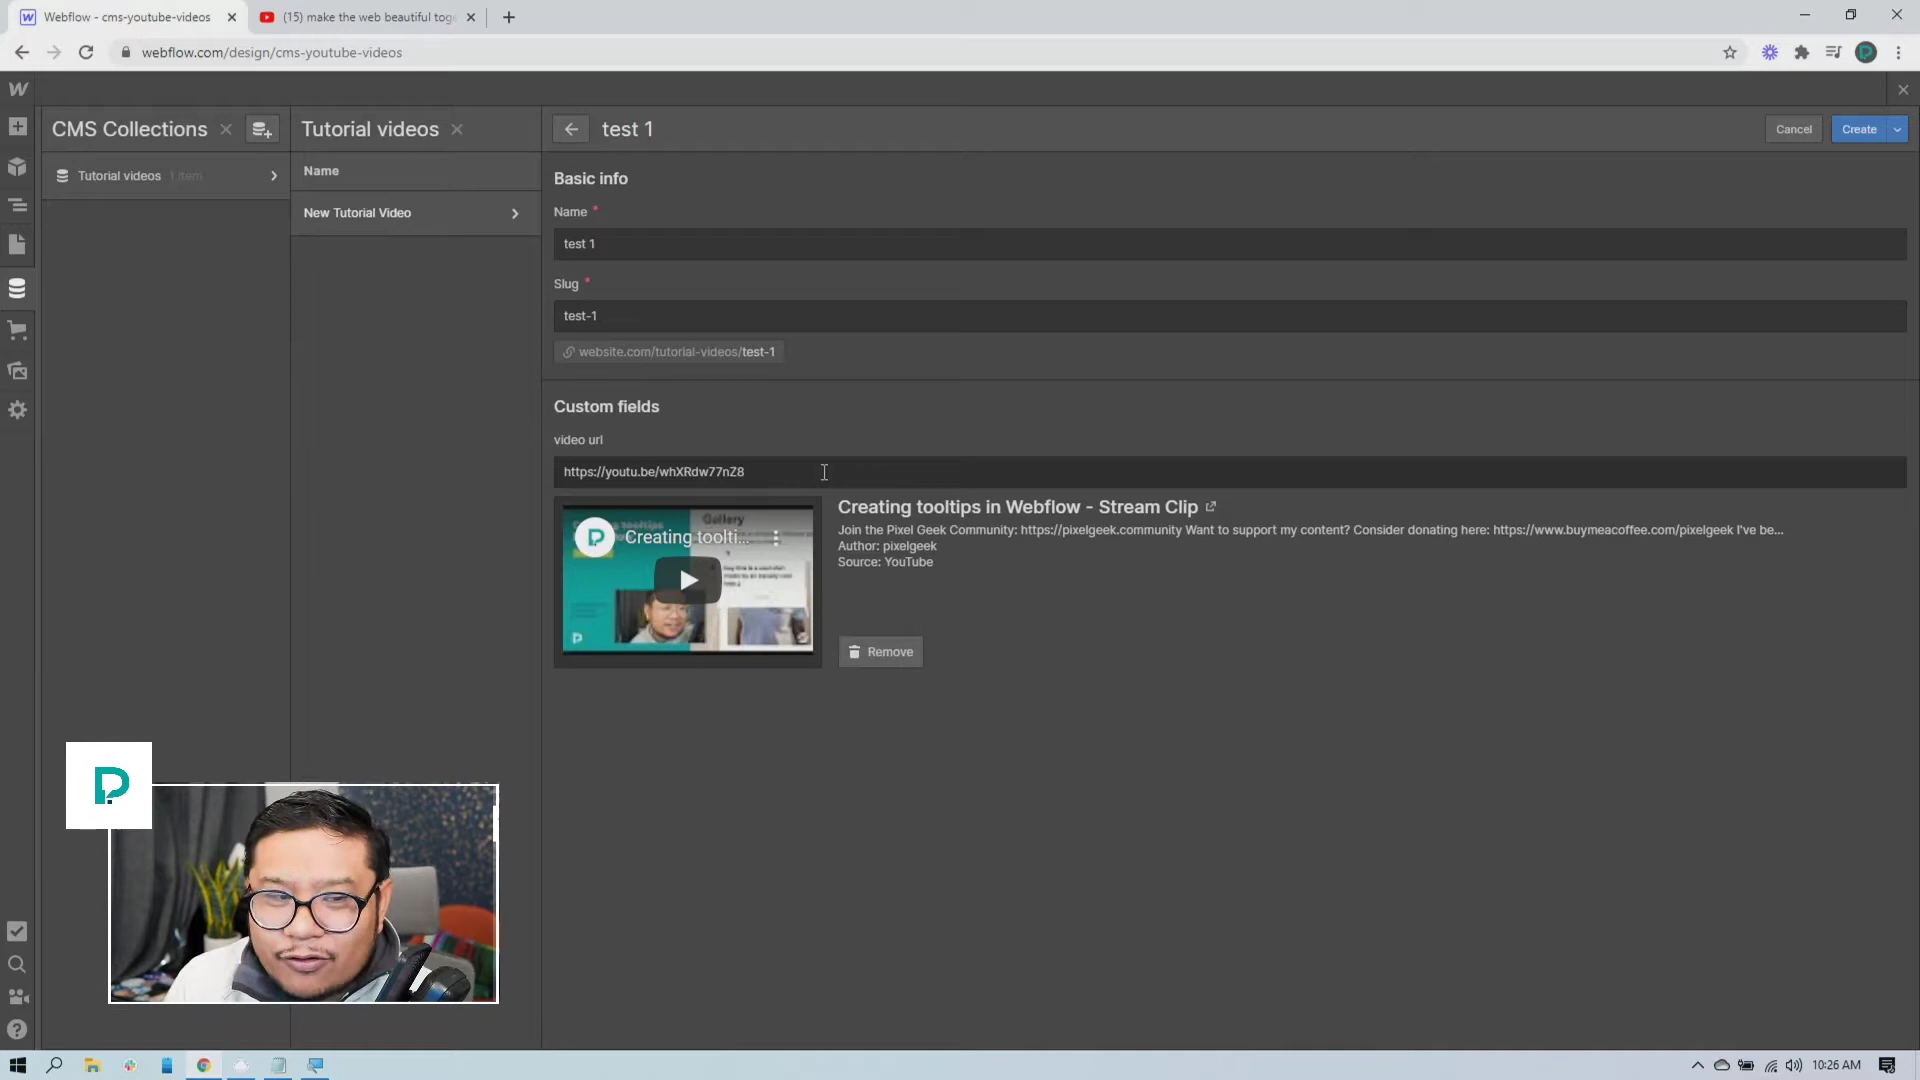 Webflow - cms-youtube-videos
(15) make the web beautiful toge
webflow.com/design/cms-youtube-videos
CMS Collections
Tutorial videos
test 1
Cancel
Create
Tutorial videos 1 item
Name
New Tutorial Video
Basic info
Name *
test 1
Slug *
test-1
website.com/tutorial-videos/test-1
Custom fields
video url
https://youtu.be/whXRdw77nZ8
Creating toolti...
Gallery
Creating tooltips in Webflow - Stream Clip
Join the Pixel Geek Community: https://pixelgeek.community Want to support my content? Consider donating here: https://www.buymeacoffee.com/pixelgeek I've be...
Author: pixelgeek
Source: YouTube
Remove
10:26 AM